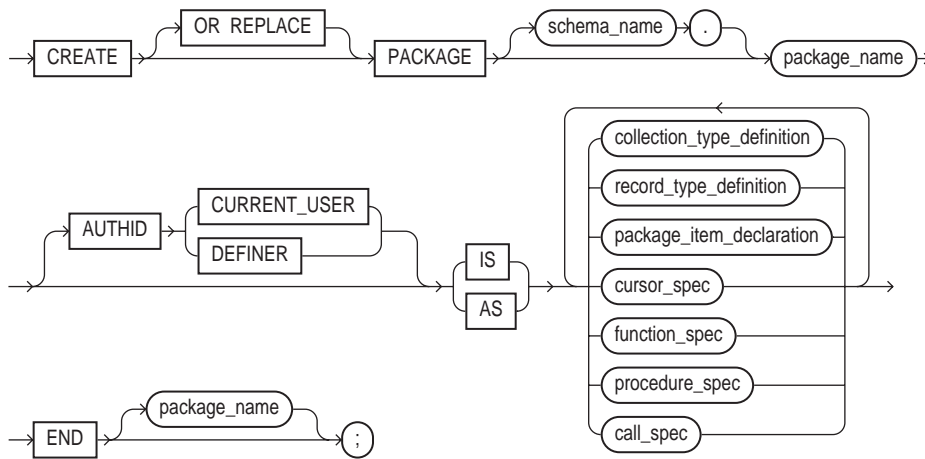 OR REPLACE schema_name .
CREATE PACKAGE package_name
collection_type_definition
record_type_definition
CURRENT_USER
AUTHID package_item_declaration
DEFINER
IS
cursor_spec
AS
function_spec
procedure_spec
package_name
call_spec
END ;